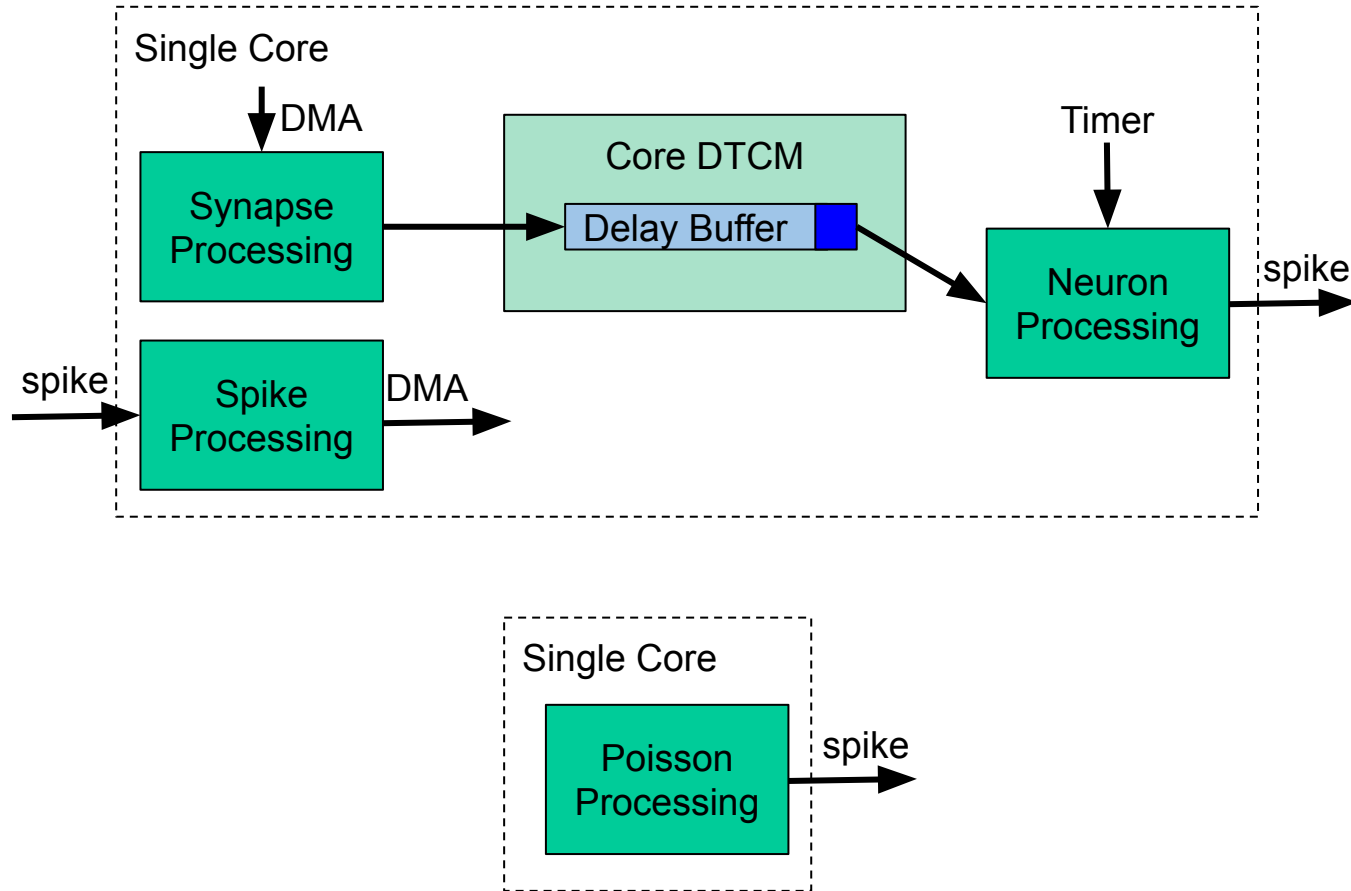 Single Core
DMA
Synapse
Processing
Core DTCM
Delay Buffer
Timer
Neuron
Processing
spike
spike
Spike
Processing
DMA
Single Core
Poisson
Processing
spike